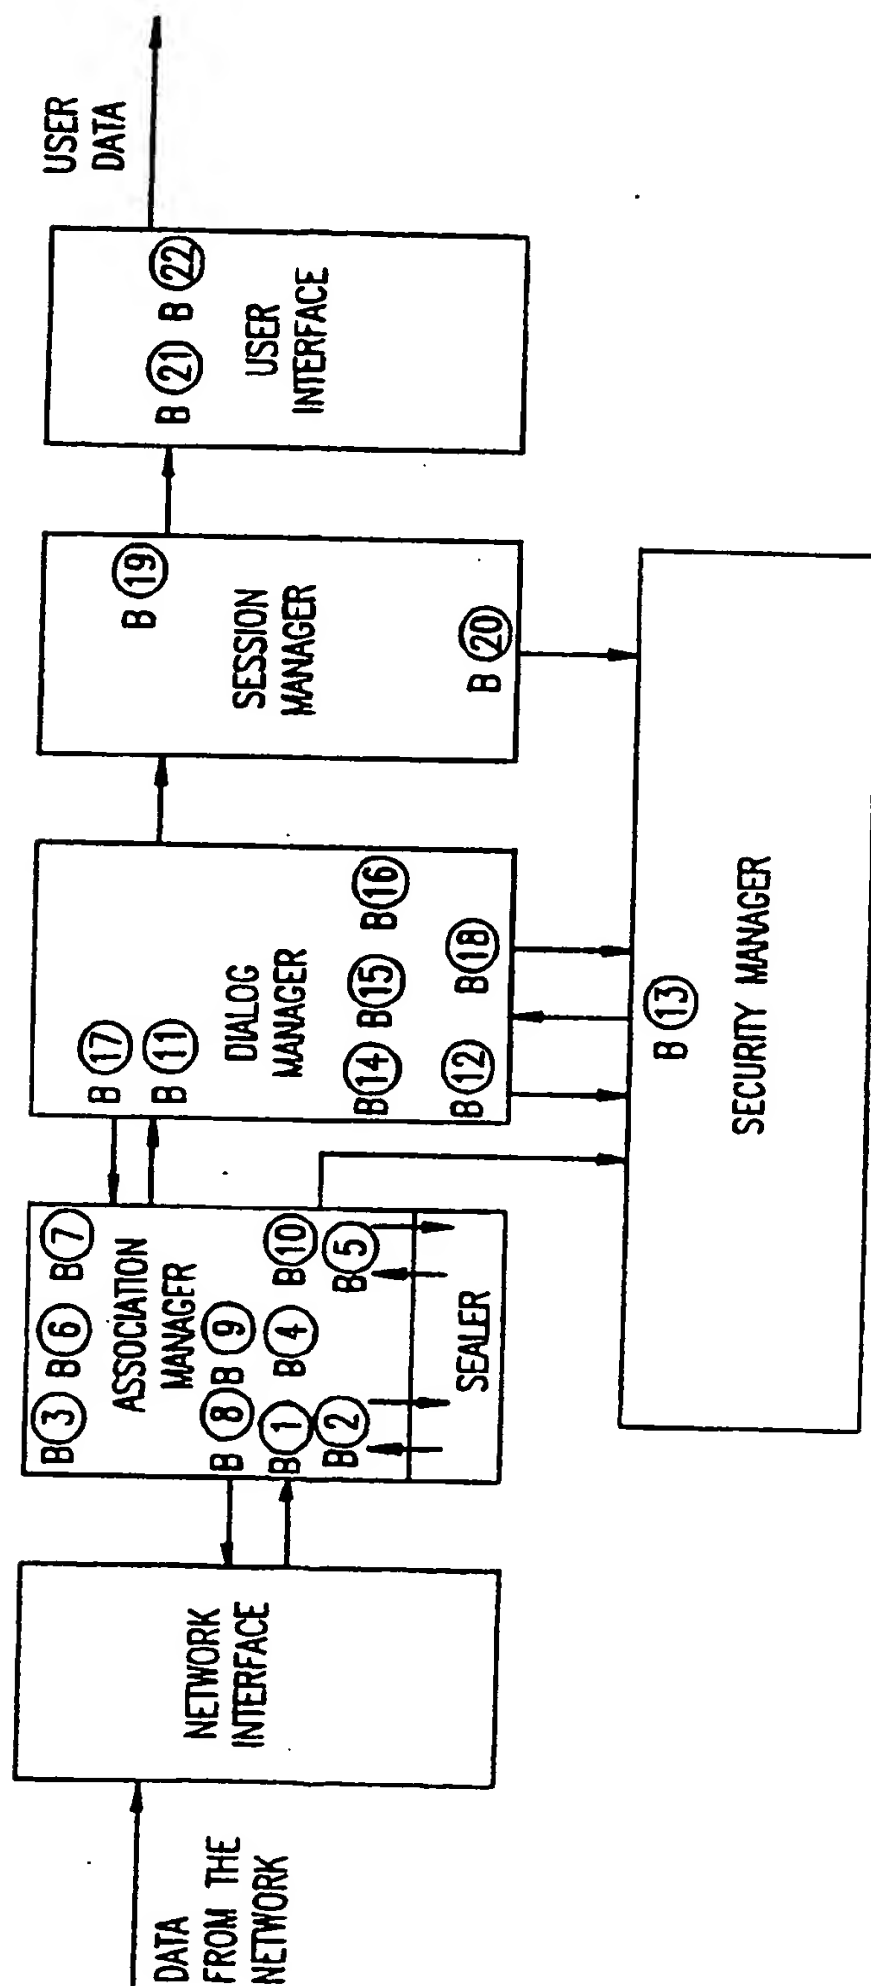 DATA
FROM THE
NETWORK
NETWORK
INTERFACE
B 3 B 6 B 7
ASSOCIATION
MANAGER
B 8 B 9
B 1 B 4 B 10
B 2 B 5
SEALER
B 17
B 11
DIALOG
MANAGER
B 14 B 15 B 16
B 12 B 18
B 19
SESSION
MANAGER
B 20
B 21 B 22
USER
INTERFACE
USER
DATA
B 13
SECURITY MANAGER